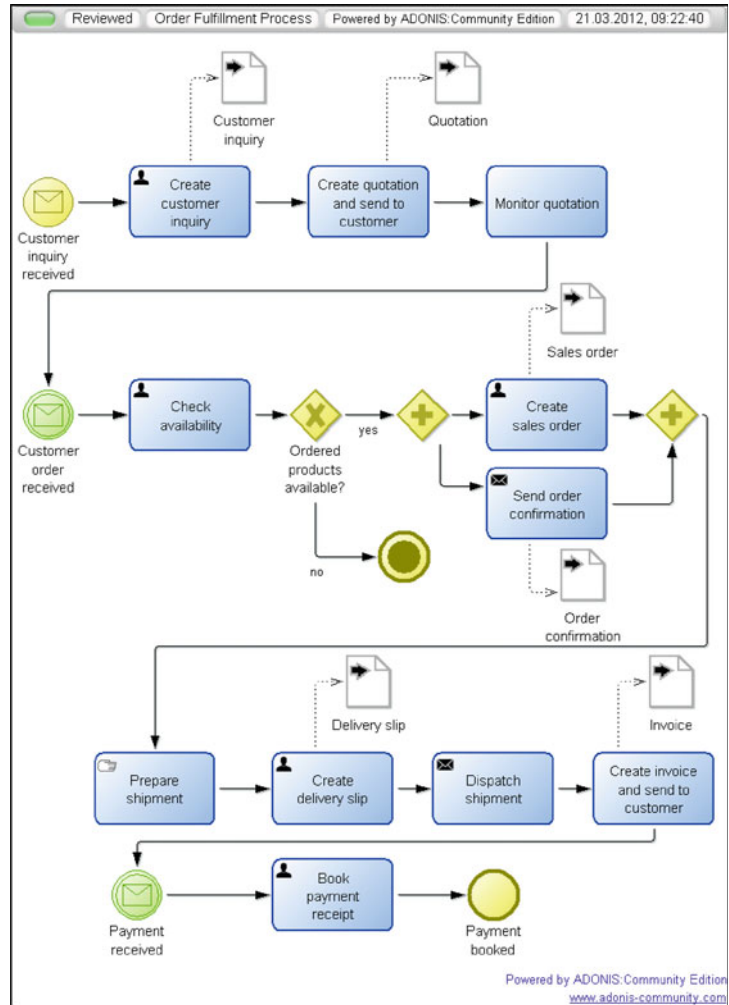 Reviewed Order Fulfillment Process Powered by ADONIS:Community Edition 21.03.2012, 09:22:40
Customer
inquiry
Quotation
Create
customer
inquiry
Create quotation
and send to
customer
Monitor quotation
Customer
inquiry
received
Sales order
Check
availability
yes
Create
sales order
Customer
order
received
Ordered
products
available?
Send order
confirmation
no
Order
confirmation
Delivery slip
Invoice
Prepare
shipment
Create
delivery slip
Dispatch
shipment
Create invoice
and send to
customer
Book
payment
receipt
Payment
received
Payment
booked
Powered by ADONIS:Community Edition
www.adonis-community.com